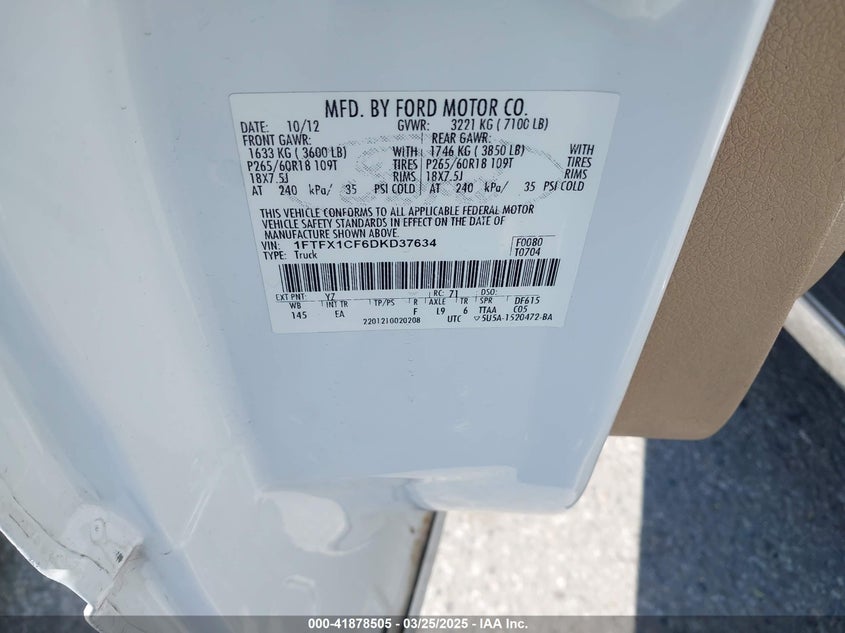 MFD. BY FORD MOTOR CO.
DATE: 10/12 GVWR: 3221 KG ( 7100 LB)
FRONT GAWR: REAR GAWR:
1633 KG ( 3600 LB) WITH 1746 KG ( 3850 LB) WITH
P265/60R18 109T TIRES P265/60R18 109T TIRES
18X7.5J RIMS 18X7.5J RIMS
AT 240 kPa/ 35 PSI COLD AT 240 kPa/ 35 PSI COLD
THIS VEHICLE CONFORMS TO ALL APPLICABLE FEDERAL MOTOR
VEHICLE SAFETY STANDARDS IN EFFECT ON THE DATE OF
MANUFACTURE SHOWN ABOVE.
VIN: 1FTFX1CF6DKD37634 F0080
TYPE: Truck T0704
EXT PNT: YZ RC: 71 DSO:
WB INT TR TP/PS R AXLE TR SPR DF615
145 EA F L9 6 TTAA C05
2201210020208 UTC 5U5A-1520472-BA
000-41878505 — 03/25/2025 — IAA Inc.